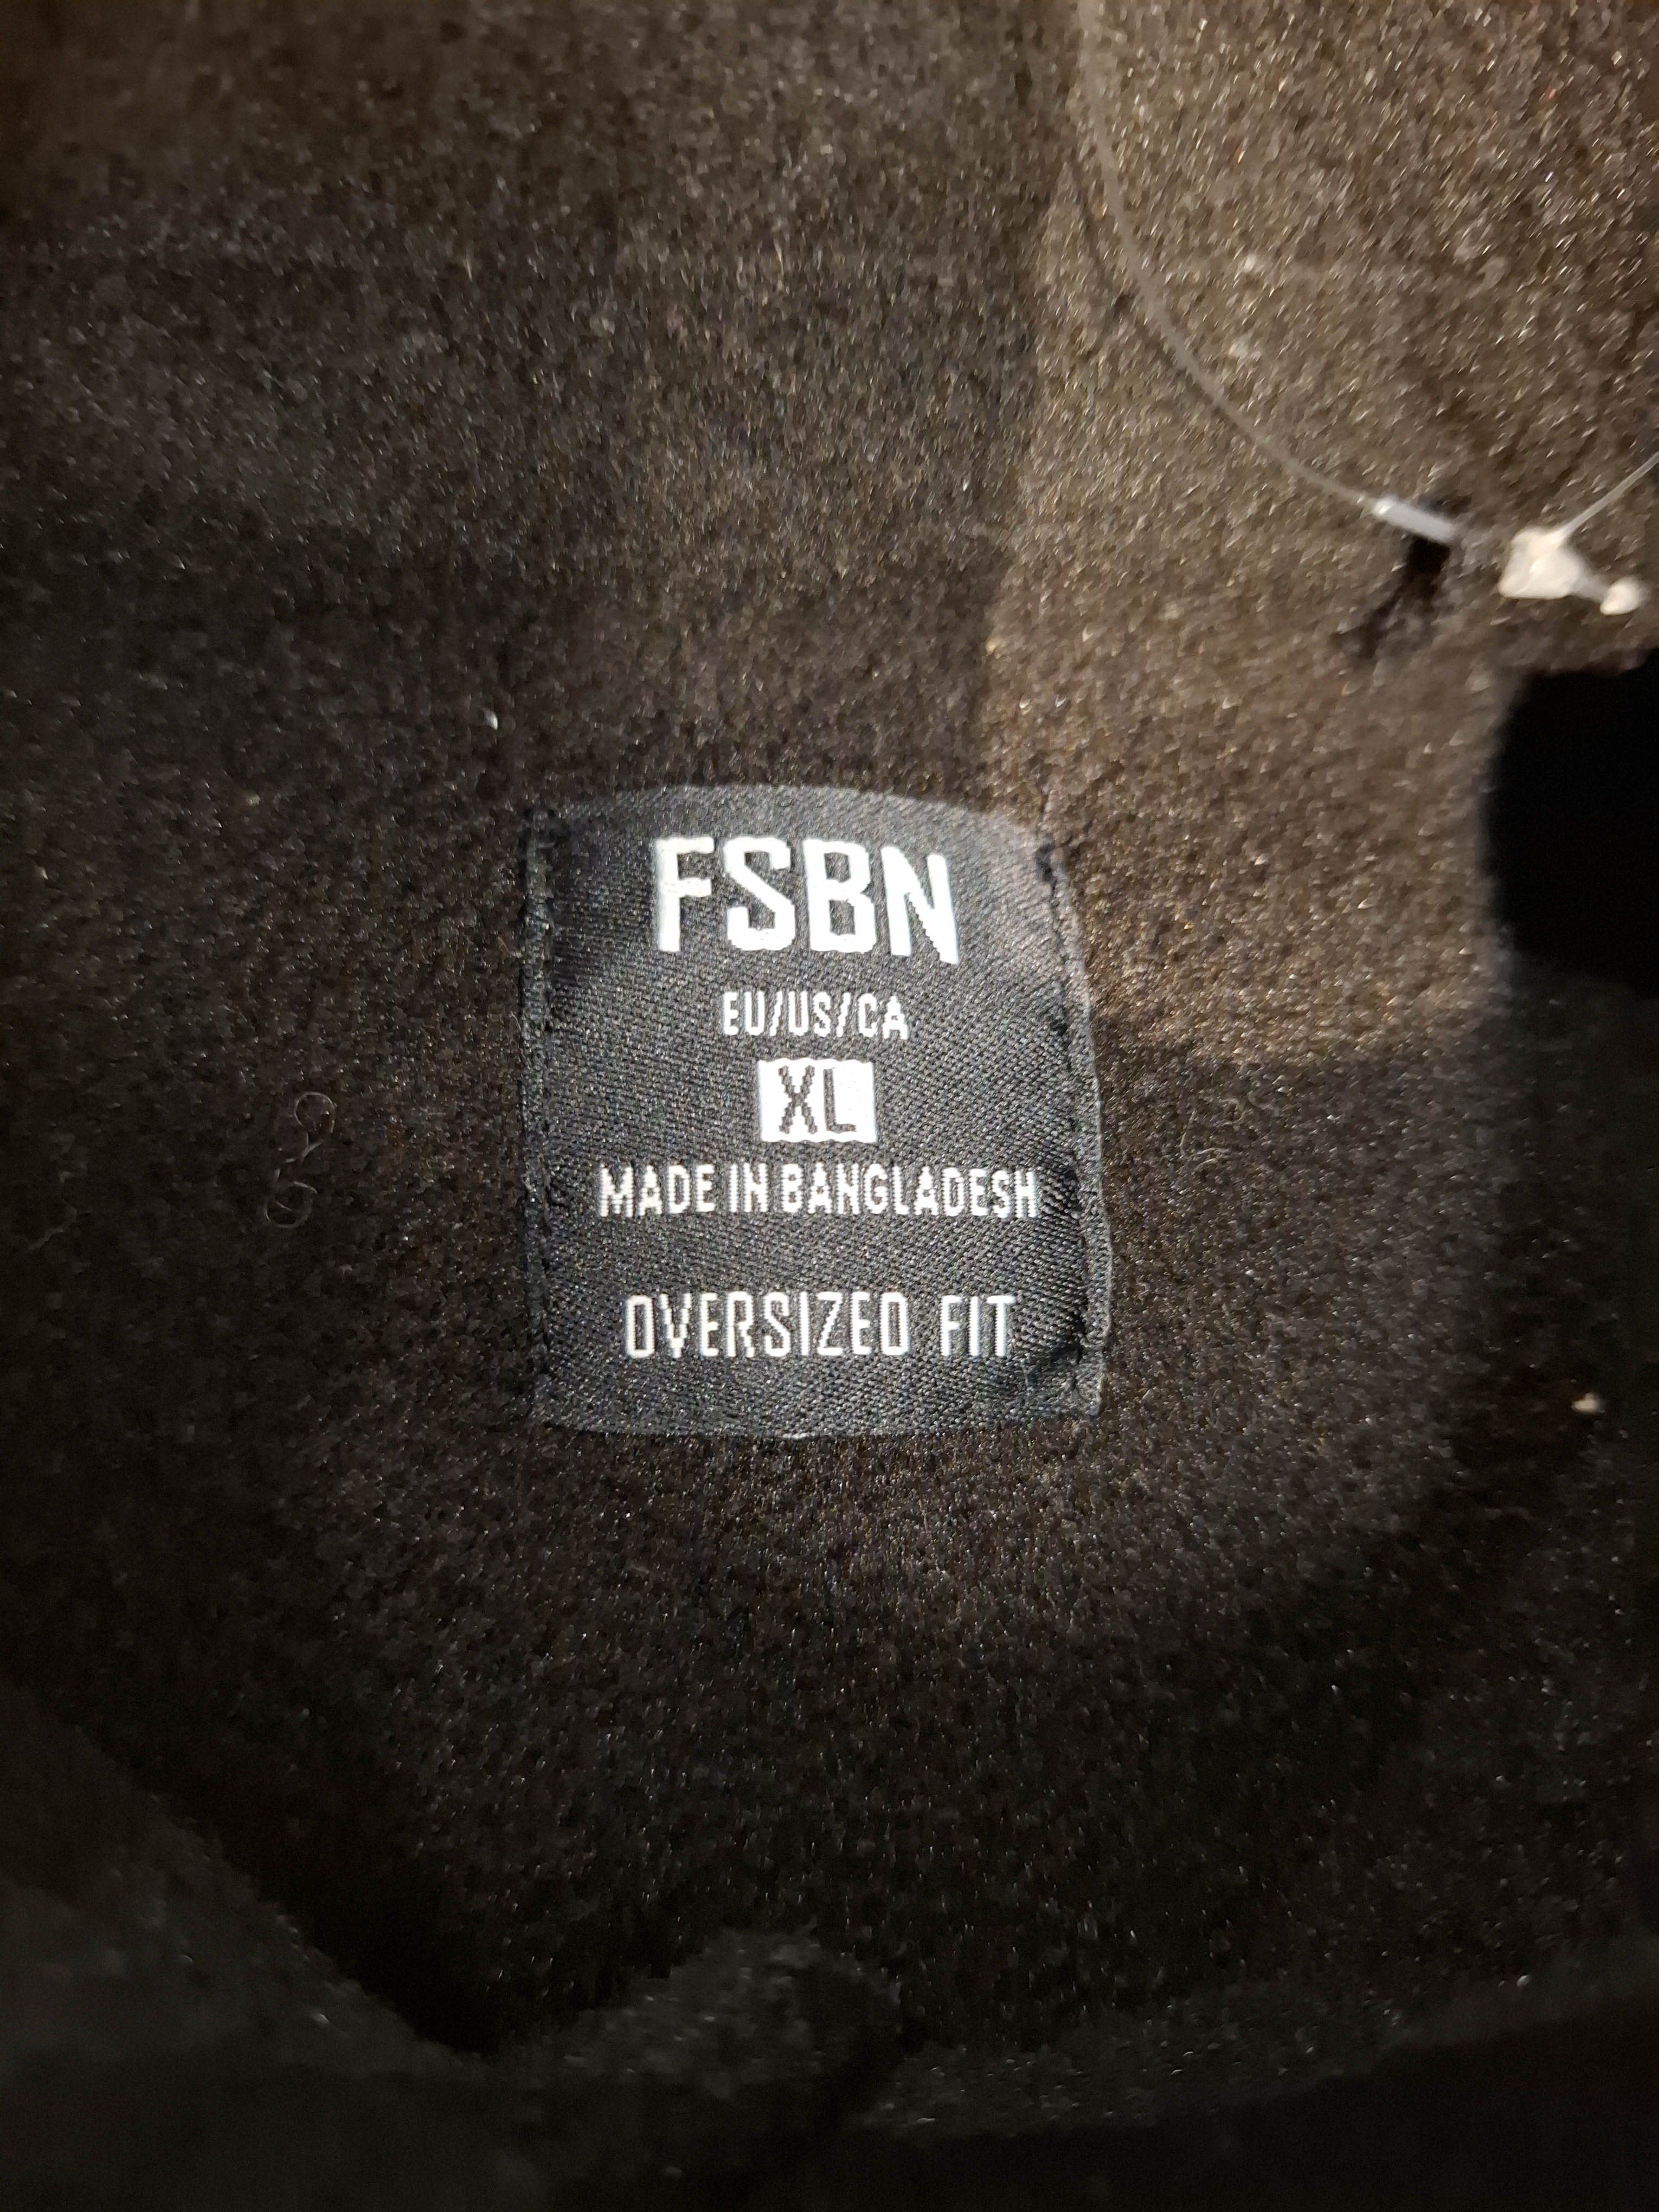 FSBN
EU/US/CA
XL
MADE IN BANGLADESH
OVERSIZED FIT